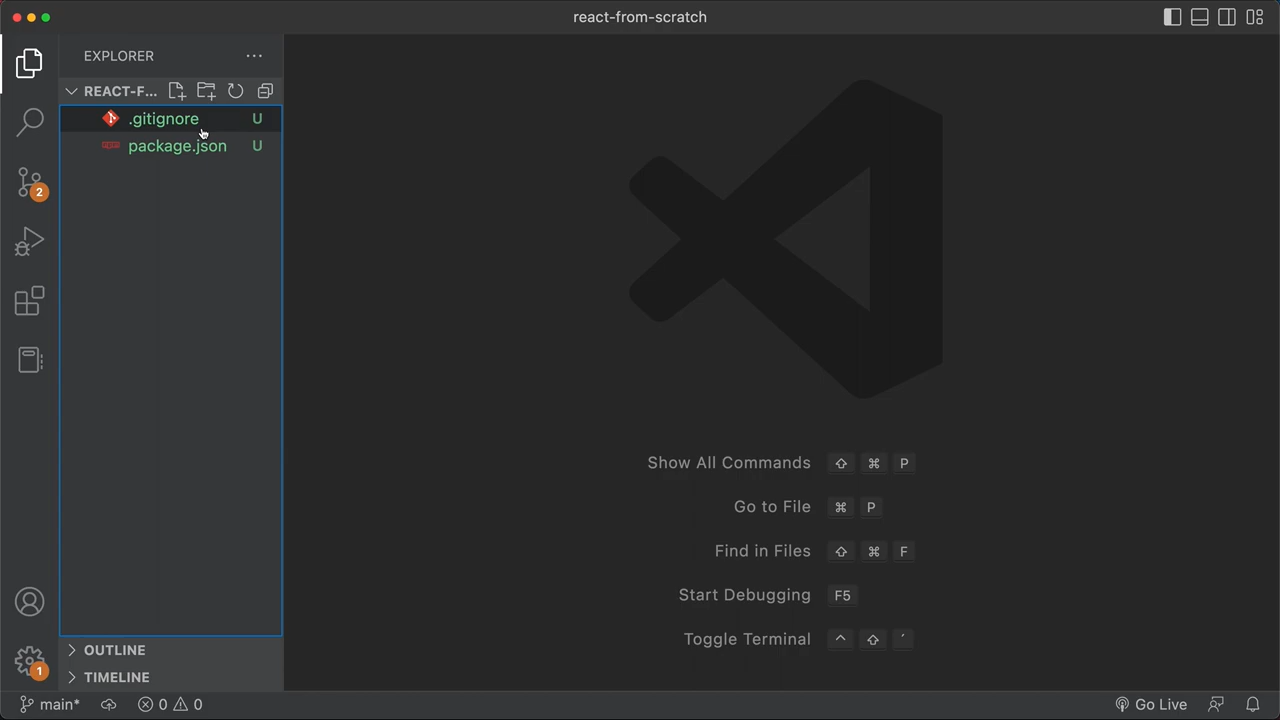 react-from-scratch
EXPLORER
REACT-F...
.gitignore U
package.json U
2
Show All Commands ⇧ ⌘ P
Go to File ⌘ P
Find in Files ⇧ ⌘ F
Start Debugging F5
Toggle Terminal ^ ⇧ ´
OUTLINE
1
TIMELINE
main* 0 0 Go Live